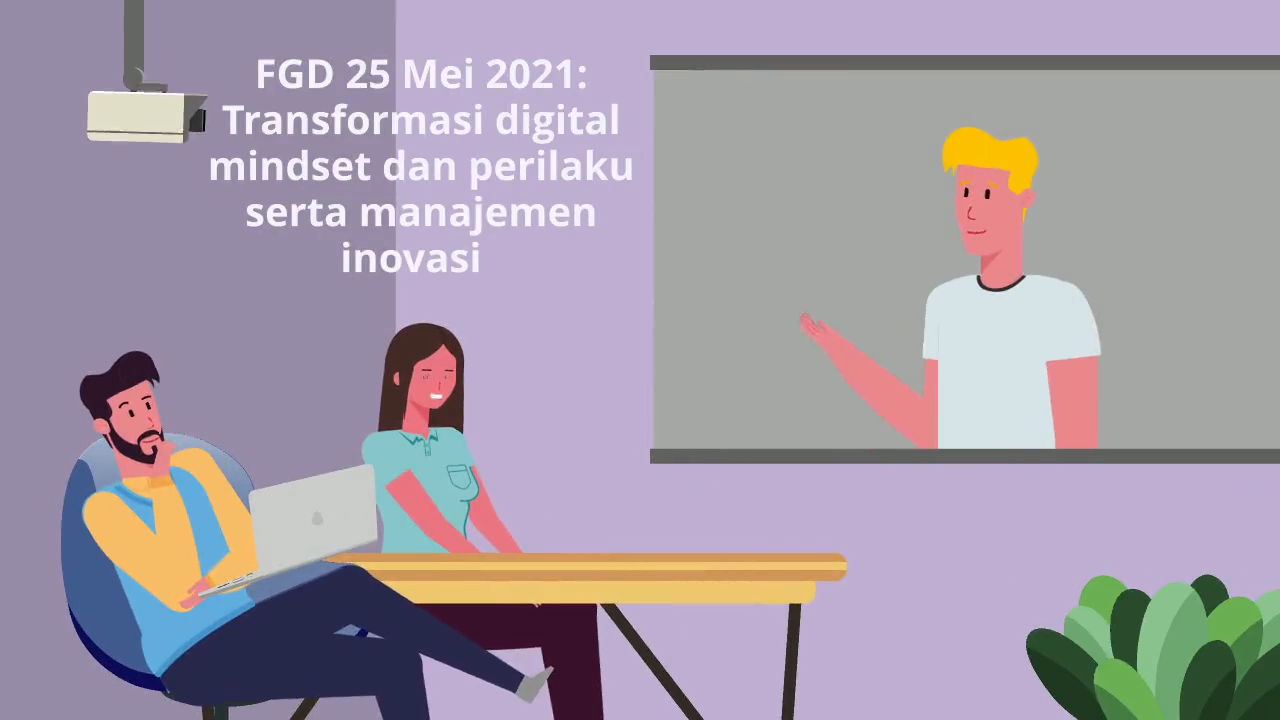 FGD 25 Mei 2021:
Transformasi digital
mindset dan perilaku
serta manajemen
inovasi